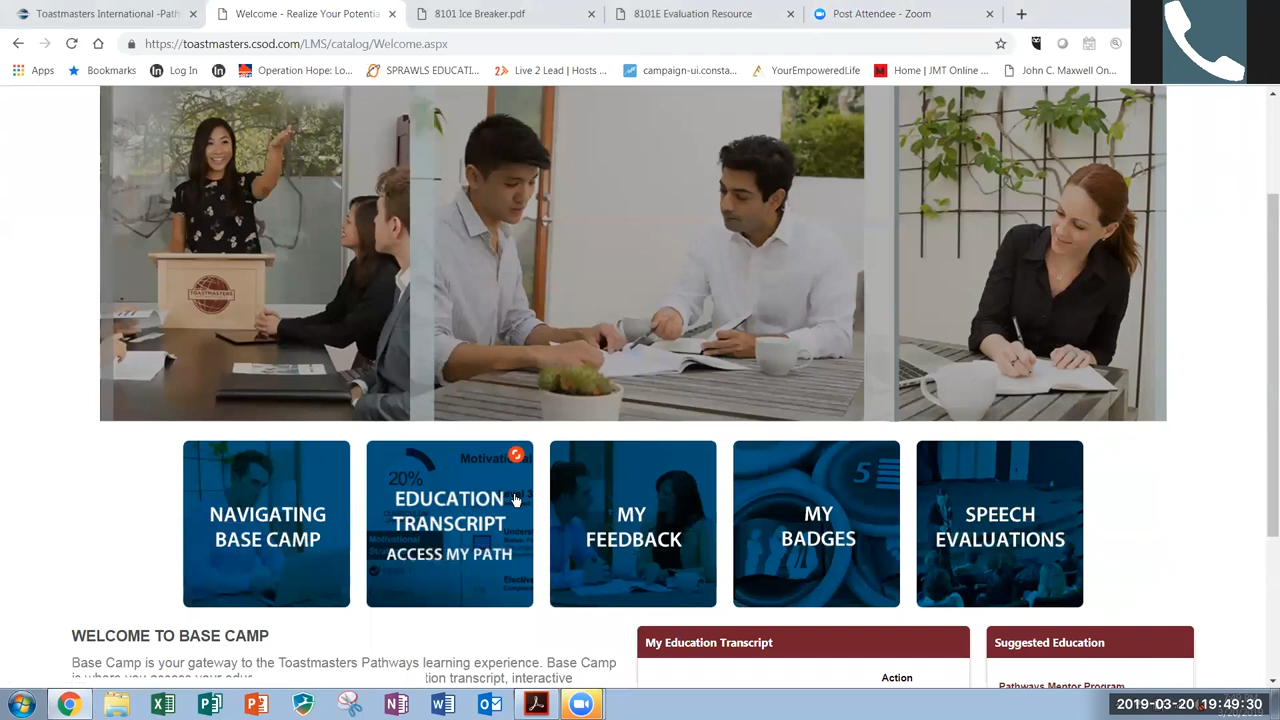 Toastmasters International -Path
Welcome - Realize Your Potentia
8101 Ice Breaker.pdf
8101E Evaluation Resource
Post Attendee - Zoom
https://toastmasters.csod.com/LMS/catalog/Welcome.aspx
Apps
Bookmarks
Log In
Operation Hope: Lo...
SPRAWLS EDUCATI...
Live 2 Lead | Hosts ...
campaign-ui.consta...
YourEmpoweredLife
Home | JMT Online ...
John C. Maxwell On...
TOASTMASTERS
NAVIGATING
BASE CAMP
20%
Motivational
EDUCATION
TRANSCRIPT
ACCESS MY PATH
MY
FEEDBACK
5
MY
BADGES
SPEECH
EVALUATIONS
WELCOME TO BASE CAMP
Base Camp is your gateway to the Toastmasters Pathways learning experience. Base Camp
tion transcript, interactive
My Education Transcript
Action
Suggested Education
Pathways Mentor Program
2019-03-20 19:49:30